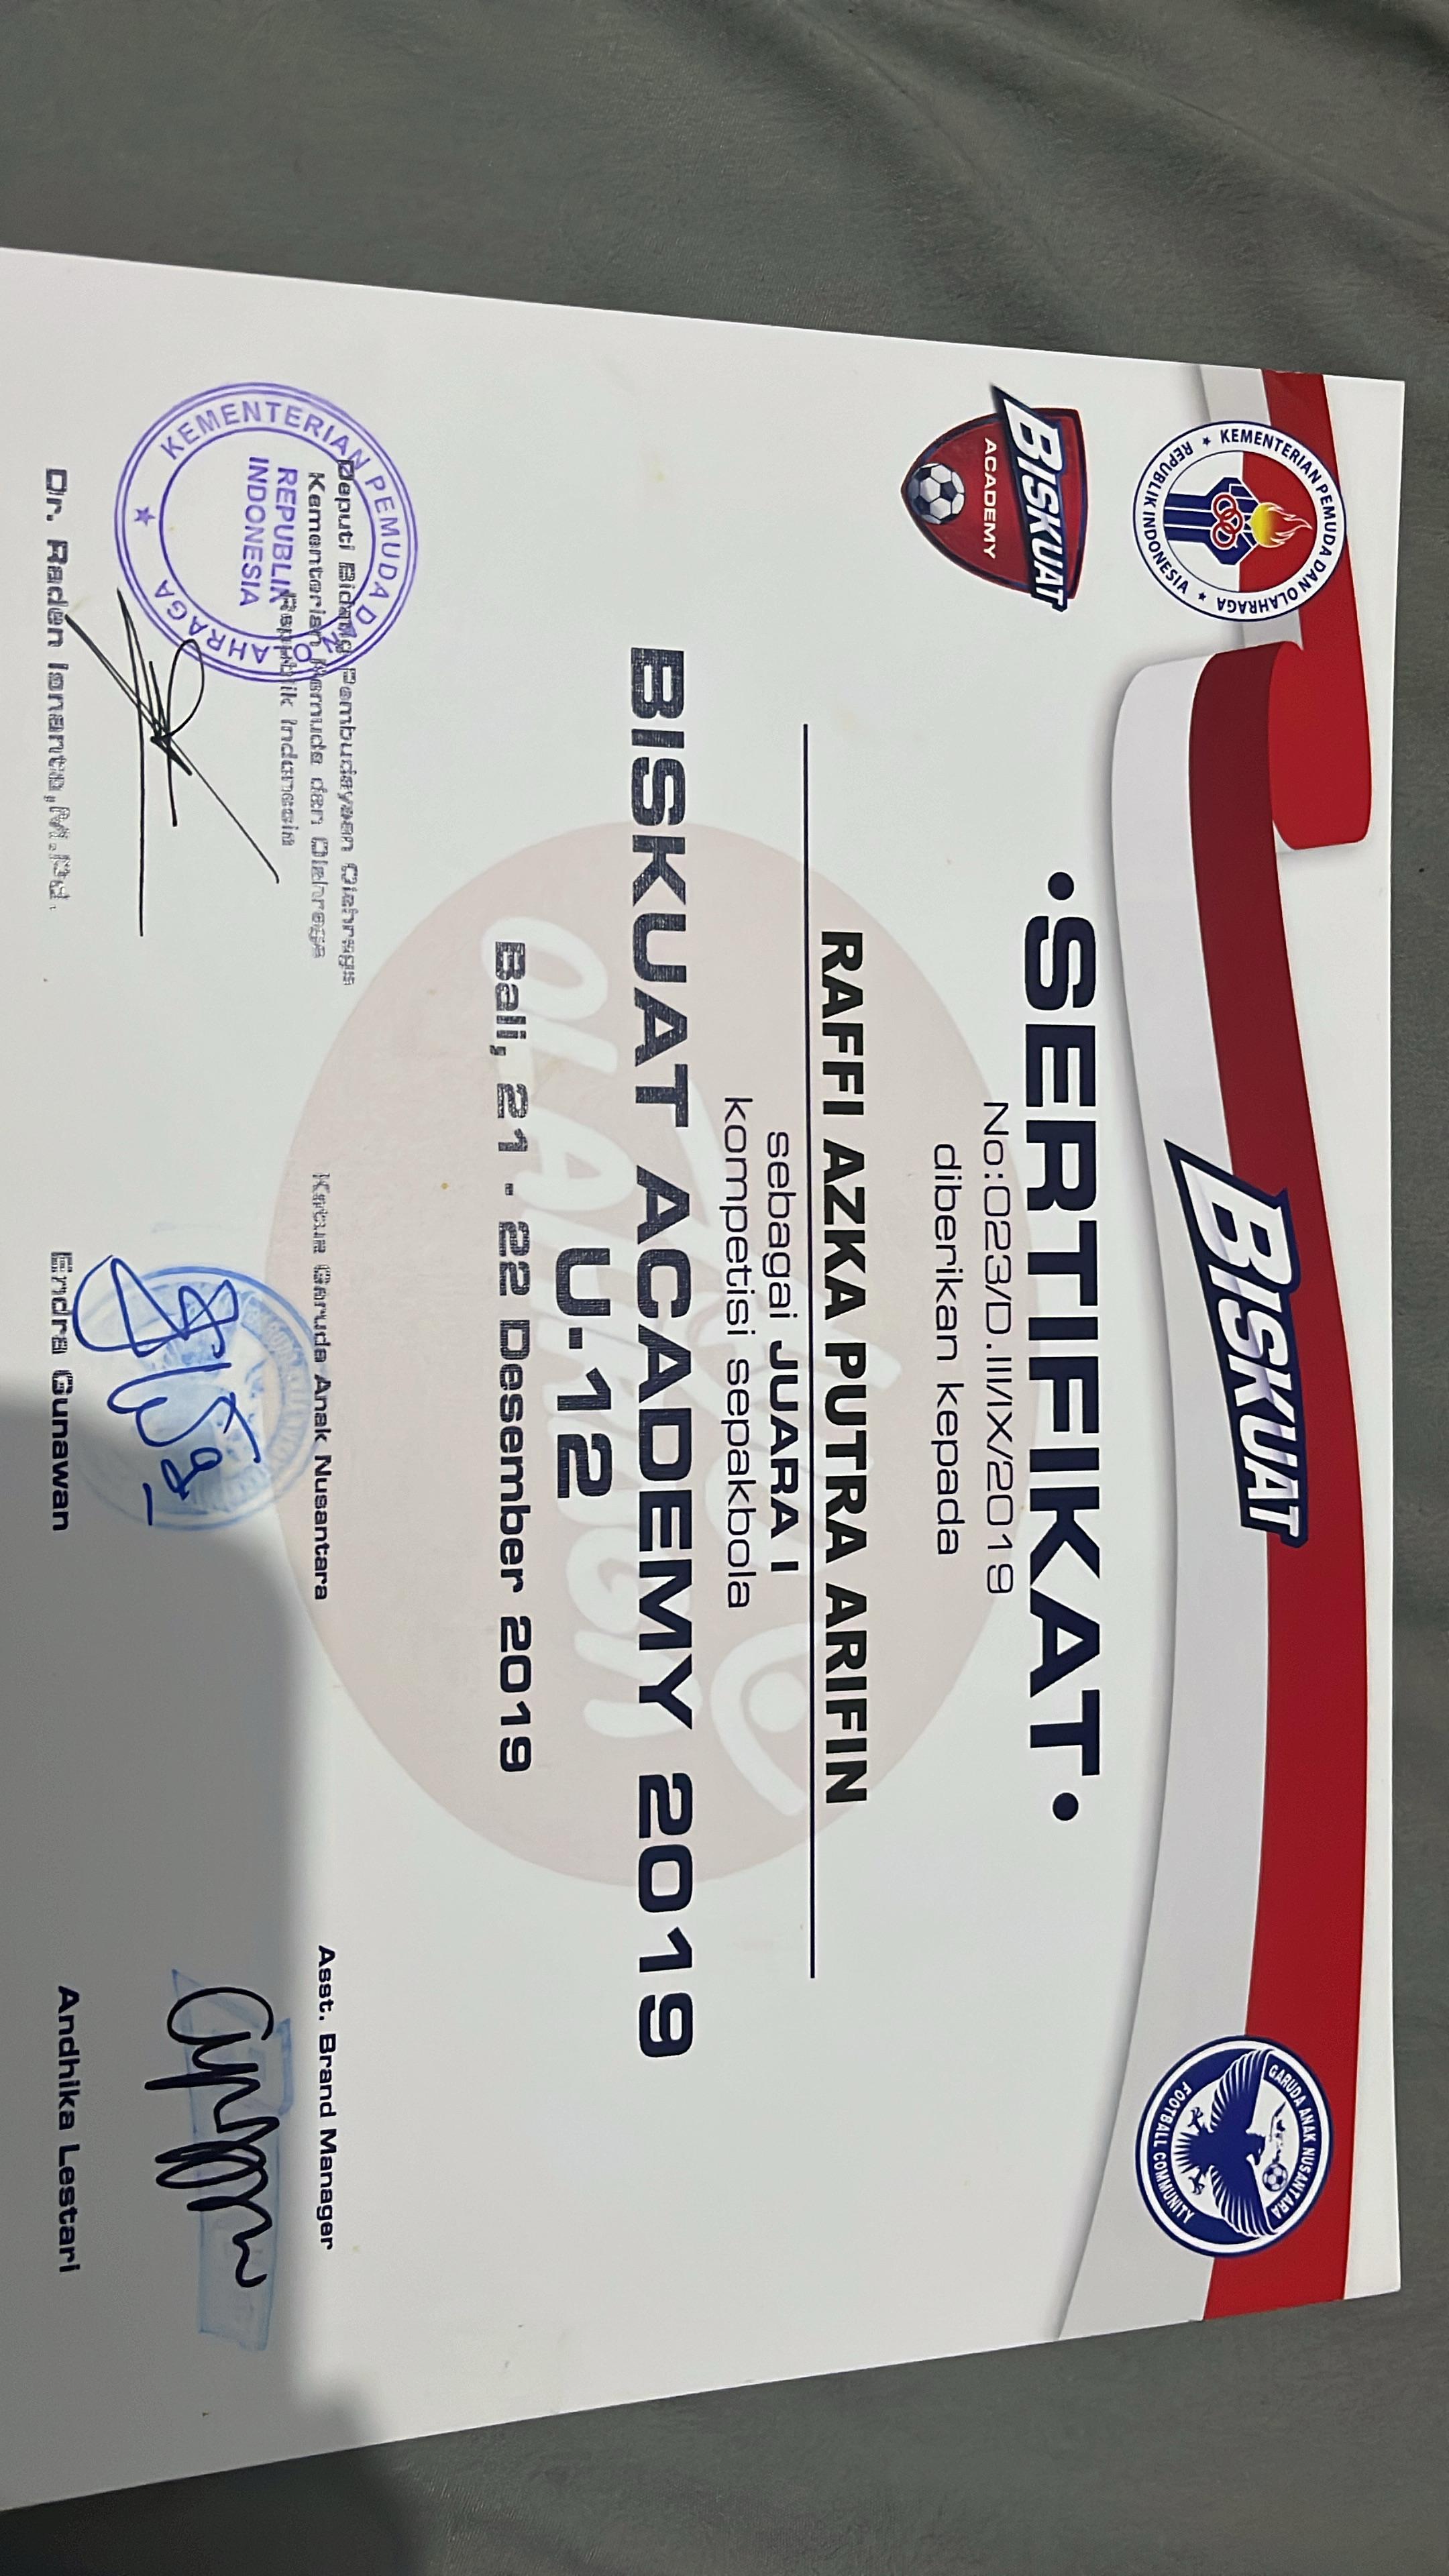 KEMENTERIAN PEMUDA DAN OLAHRAGA
REPUBLIK INDONESIA
BISKUAT
GARUDA ANAK NUSANTARA
FOOTBALL COMMUNITY
BISKUAT
ACADEMY
•SERTIFIKAT•
No:023/D.III/IX/2019
diberikan kepada
RAFFI AZKA PUTRA ARIFIN
sebagai JUARA I
kompetisi sepakbola
BISKUAT ACADEMY 2019
U-12
Bali, 21 - 22 Desember 2019
AYO
OLAHRAGA
Deputi Bidang Pembudayaan Olahraga
Kementerian Pemuda dan Olahraga
Republik Indonesia
KEMENTERIAN PEMUDA DAN OLAHRAGA
REPUBLIK
INDONESIA
Dr. Raden Isnanta,M.Pd.
Ketua Garuda Anak Nusantara
Endra Gunawan
Asst. Brand Manager
Andhika Lestari